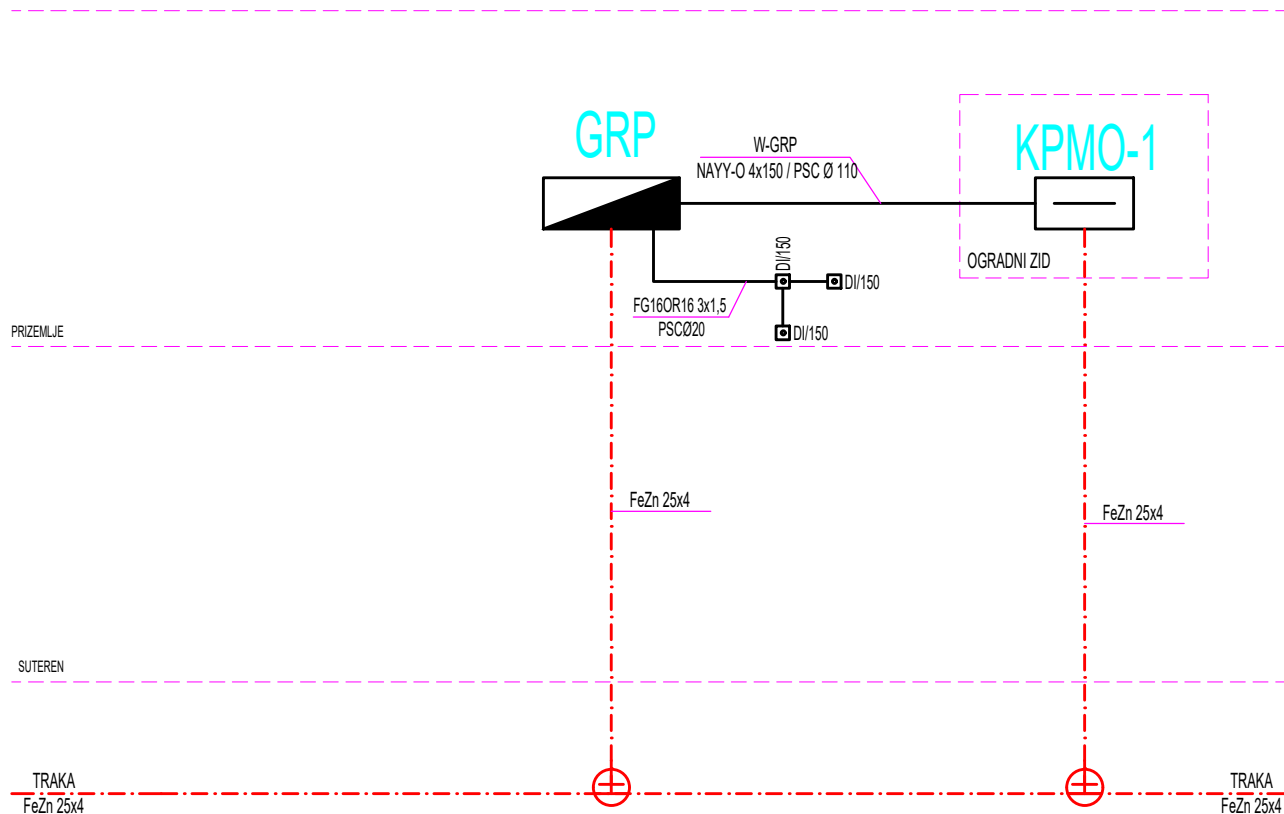 GRP
KPMO-1
W-GRP
NAYY-O 4x150 / PSC Ø 110
OGRADNI ZID
DI/150
DI/150
FG16OR16 3x1,5
PSCØ20
DI/150
PRIZEMLJE
FeZn 25x4
FeZn 25x4
SUTEREN
TRAKA
FeZn 25x4
TRAKA
FeZn 25x4